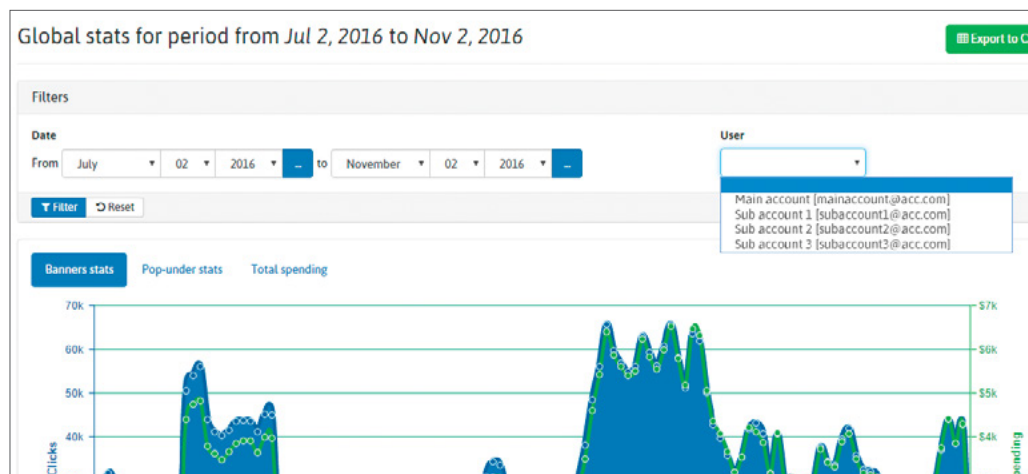 Global stats for period from Jul 2, 2016 to Nov 2, 2016
Export to C
Filters
Date
User
From July 02 2016 ... to November 02 2016 ...
Main account [mainaccount@acc.com]
Sub account 1 [subaccount1@acc.com]
Sub account 2 [subaccount2@acc.com]
Sub account 3 [subaccount3@acc.com]
Filter Reset
Banners stats Pop-under stats Total spending
70k $7k
60k $6k
50k $5k
40k $4k
Clicks
ending